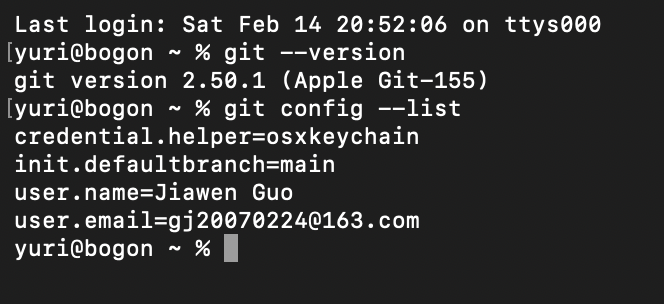 Last login: Sat Feb 14 20:52:06 on ttys000
[yuri@bogon ~ % git --version
git version 2.50.1 (Apple Git-155)
[yuri@bogon ~ % git config --list
credential.helper=osxkeychain
init.defaultbranch=main
user.name=Jiawen Guo
user.email=gj20070224@163.com
yuri@bogon ~ %